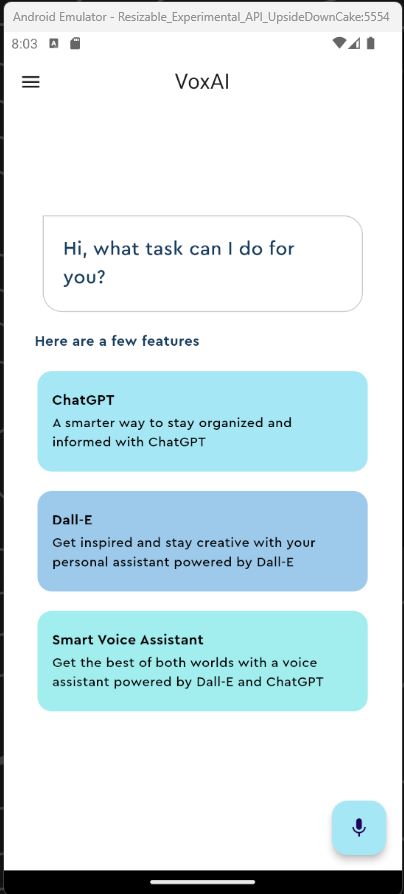 Android Emulator - Resizable_Experimental_API_UpsideDownCake:5554
8:03 A
VoxAI
Hi, what task can I do for
you?
Here are a few features
ChatGPT
A smarter way to stay organized and
informed with ChatGPT
Dall-E
Get inspired and stay creative with your
personal assistant powered by Dall-E
Smart Voice Assistant
Get the best of both worlds with a voice
assistant powered by Dall-E and ChatGPT